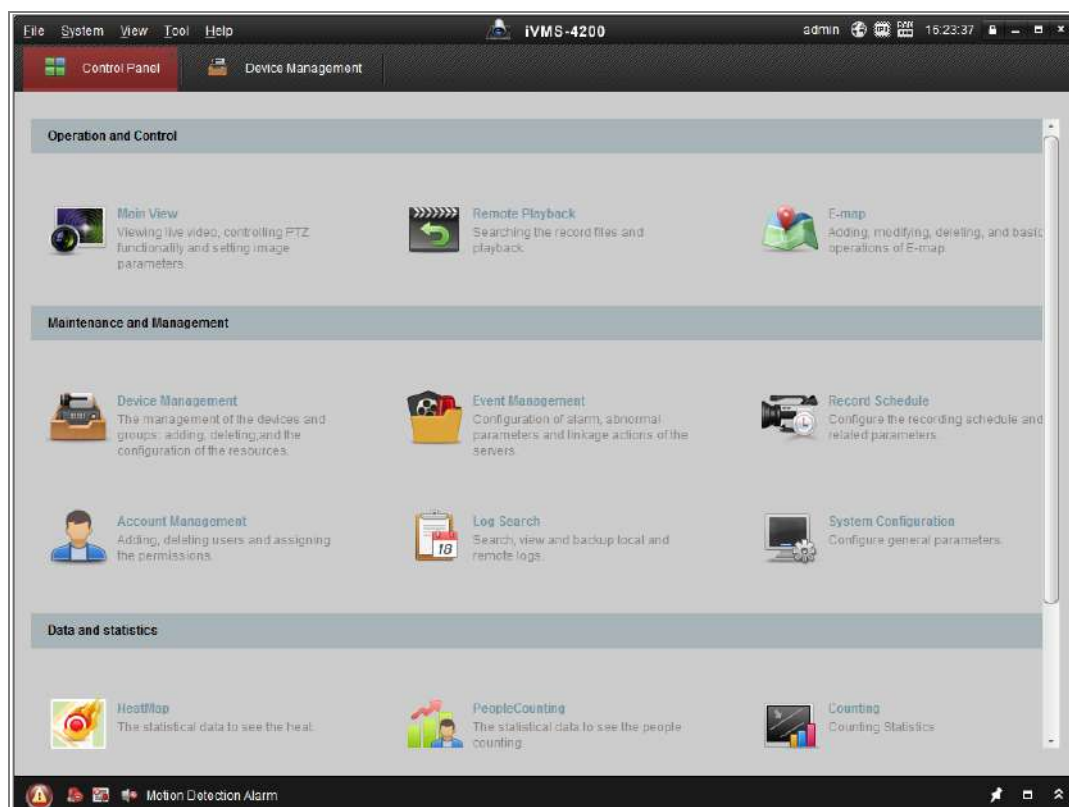 File System View Tool Help iVMS-4200 admin 16:23:37
Control Panel Device Management
Operation and Control
Main View
Viewing live video, controlling PTZ
functionality and setting image
parameters.
Remote Playback
Searching the record files and
playback.
E-map
Adding, modifying, deleting, and basic
operations of E-map.
Maintenance and Management
Device Management
The management of the devices and
groups: adding, deleting,and the
configuration of the resources.
Event Management
Configuration of alarm, abnormal
parameters and linkage actions of the
servers.
Record Schedule
Configure the recording schedule and
related parameters.
Account Management
Adding, deleting users and assigning
the permissions.
18
Log Search
Search, view and backup local and
remote logs.
System Configuration
Configure general parameters.
Data and statistics
HeatMap
The statistical data to see the heat
PeopleCounting
The statistical data to see the people
counting
Counting
Counting Statistics
Motion Detection Alarm